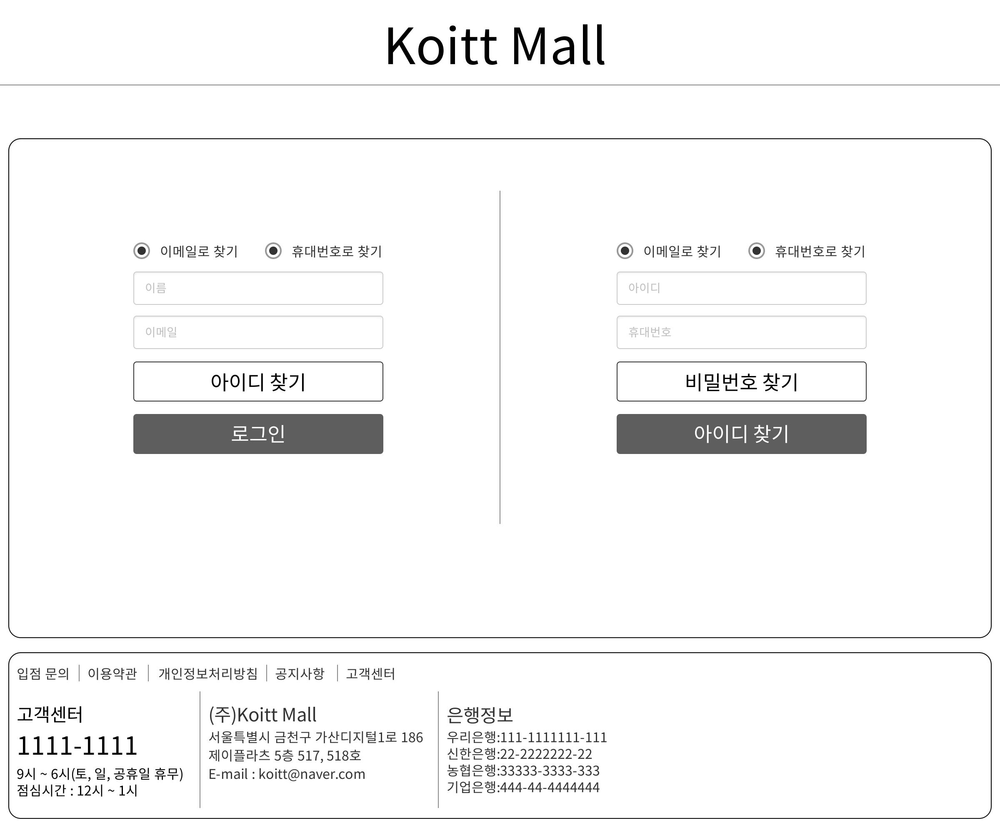 Koitt Mall
이메일로 찾기 휴대번호로 찾기
이름
이메일
아이디 찾기
로그인
이메일로 찾기 휴대번호로 찾기
아이디
휴대번호
비밀번호 찾기
아이디 찾기
입점 문의 이용약관 개인정보처리방침 공지사항 고객센터
고객센터
1111-1111
9시 ~ 6시(토, 일, 공휴일 휴무)
점심시간 : 12시 ~ 1시
(주)Koitt Mall
서울특별시 금천구 가산디지털1로 186
제이플라츠 5층 517, 518호
E-mail : koitt@naver.com
은행정보
우리은행:111-1111111-111
신한은행:22-2222222-22
농협은행:33333-3333-333
기업은행:444-44-4444444